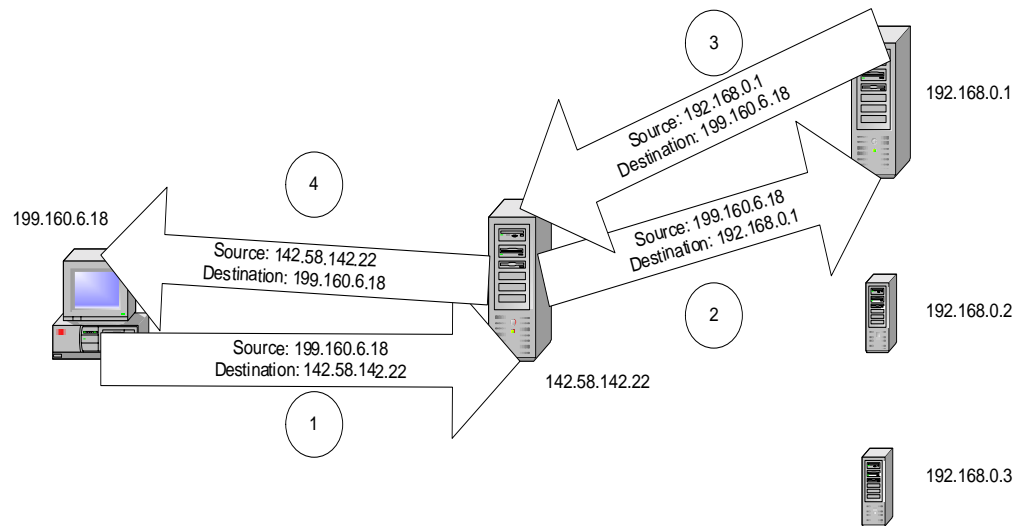 3
192.168.0.1
Source: 192.168.0.1
Destination: 199.160.6.18
4
199.160.6.18
Source: 142.58.142.22
Destination: 199.160.6.18
Source: 199.160.6.18
Destination: 192.168.0.1
2
192.168.0.2
Source: 199.160.6.18
Destination: 142.58.142.22
142.58.142.22
1
192.168.0.3